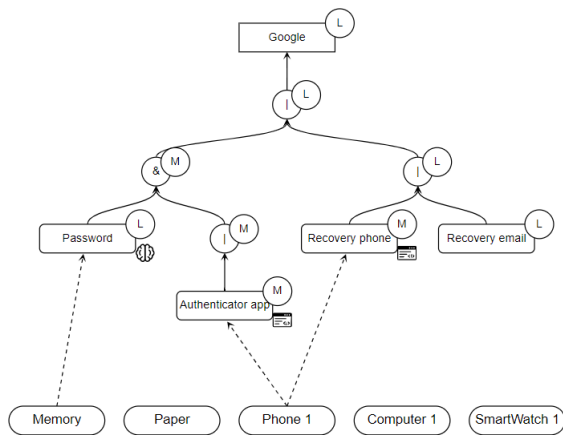 Google
L
|
L
&
M
|
L
Password
L
|
M
Recovery phone
M
Recovery email
L
Authenticator app
M
Memory
Paper
Phone 1
Computer 1
SmartWatch 1